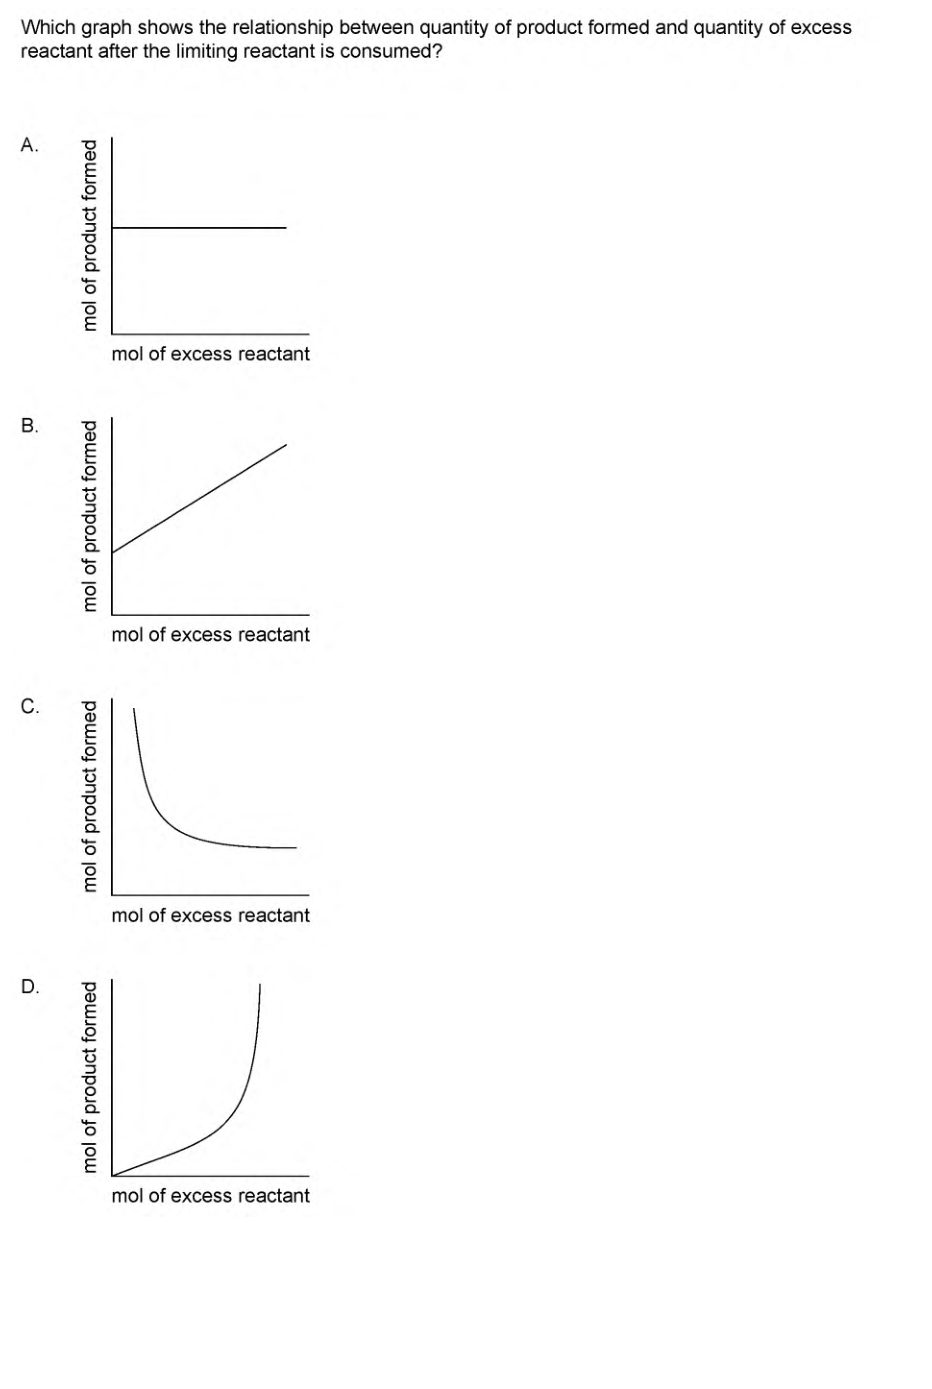 Which graph shows the relationship between quantity of product formed and quantity of excess
reactant after the limiting reactant is consumed?
A.
mol of product formed
mol of excess reactant
B.
mol of product formed
mol of excess reactant
C.
mol of product formed
mol of excess reactant
D.
mol of product formed
mol of excess reactant